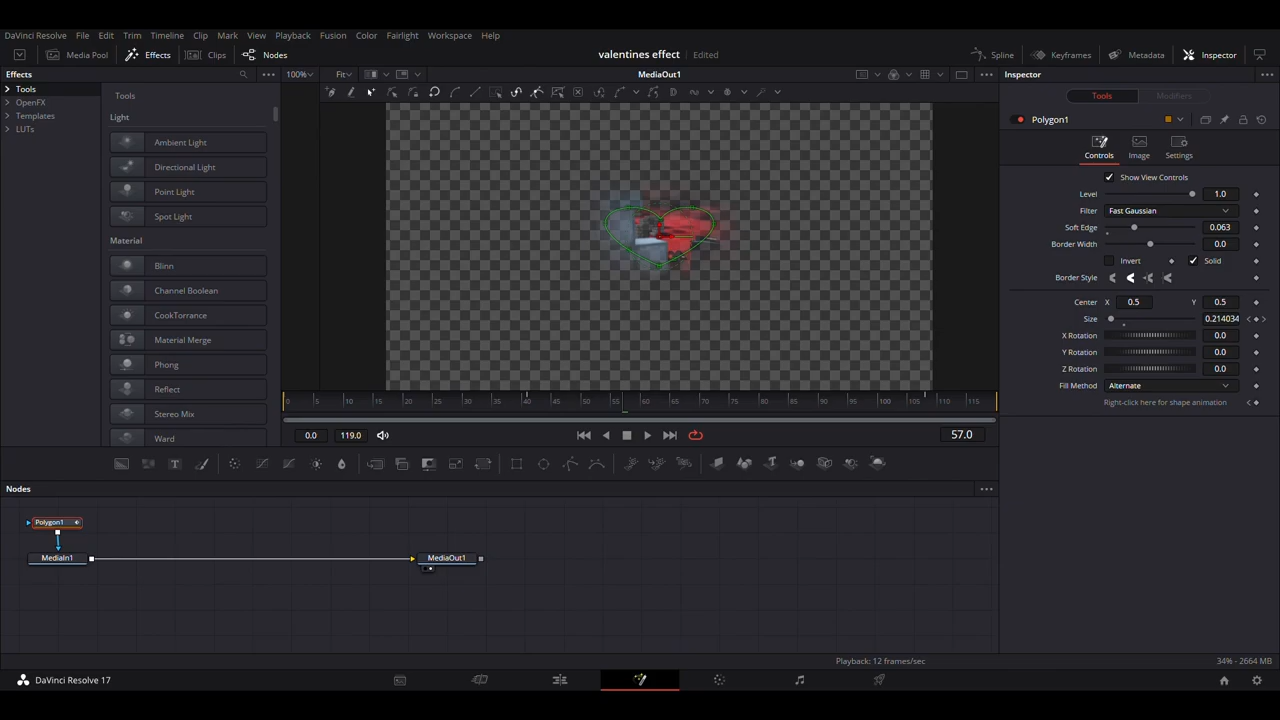 DaVinci Resolve File Edit Trim Timeline Clip Mark View Playback Fusion Color Fairlight Workspace Help
Media Pool Effects Clips Nodes valentines effect Edited Spline Keyframes Metadata Inspector
Effects 100% Fit MediaOut1 Inspector
Tools
OpenFX
Templates
LUTs
Tools
Light
Ambient Light
Directional Light
Point Light
Spot Light
Material
Blinn
Channel Boolean
CookTorrance
Material Merge
Phong
Reflect
Stereo Mix
Ward
Tools Modifiers
Polygon1
Controls Image Settings
Show View Controls
Level 1.0
Filter Fast Gaussian
Soft Edge 0.063
Border Width 0.0
Invert Solid
Border Style
Center X 0.5 Y 0.5
Size 0.214034
X Rotation 0.0
Y Rotation 0.0
Z Rotation 0.0
Fill Method Alternate
Right-click here for shape animation
0 5 10 15 20 25 30 35 40 45 50 55 60 65 70 75 80 85 90 95 100 105 110 115
0.0 119.0 57.0
Nodes
Polygon1
MediaIn1 MediaOut1
Playback: 12 frames/sec 34% - 2664 MB
DaVinci Resolve 17